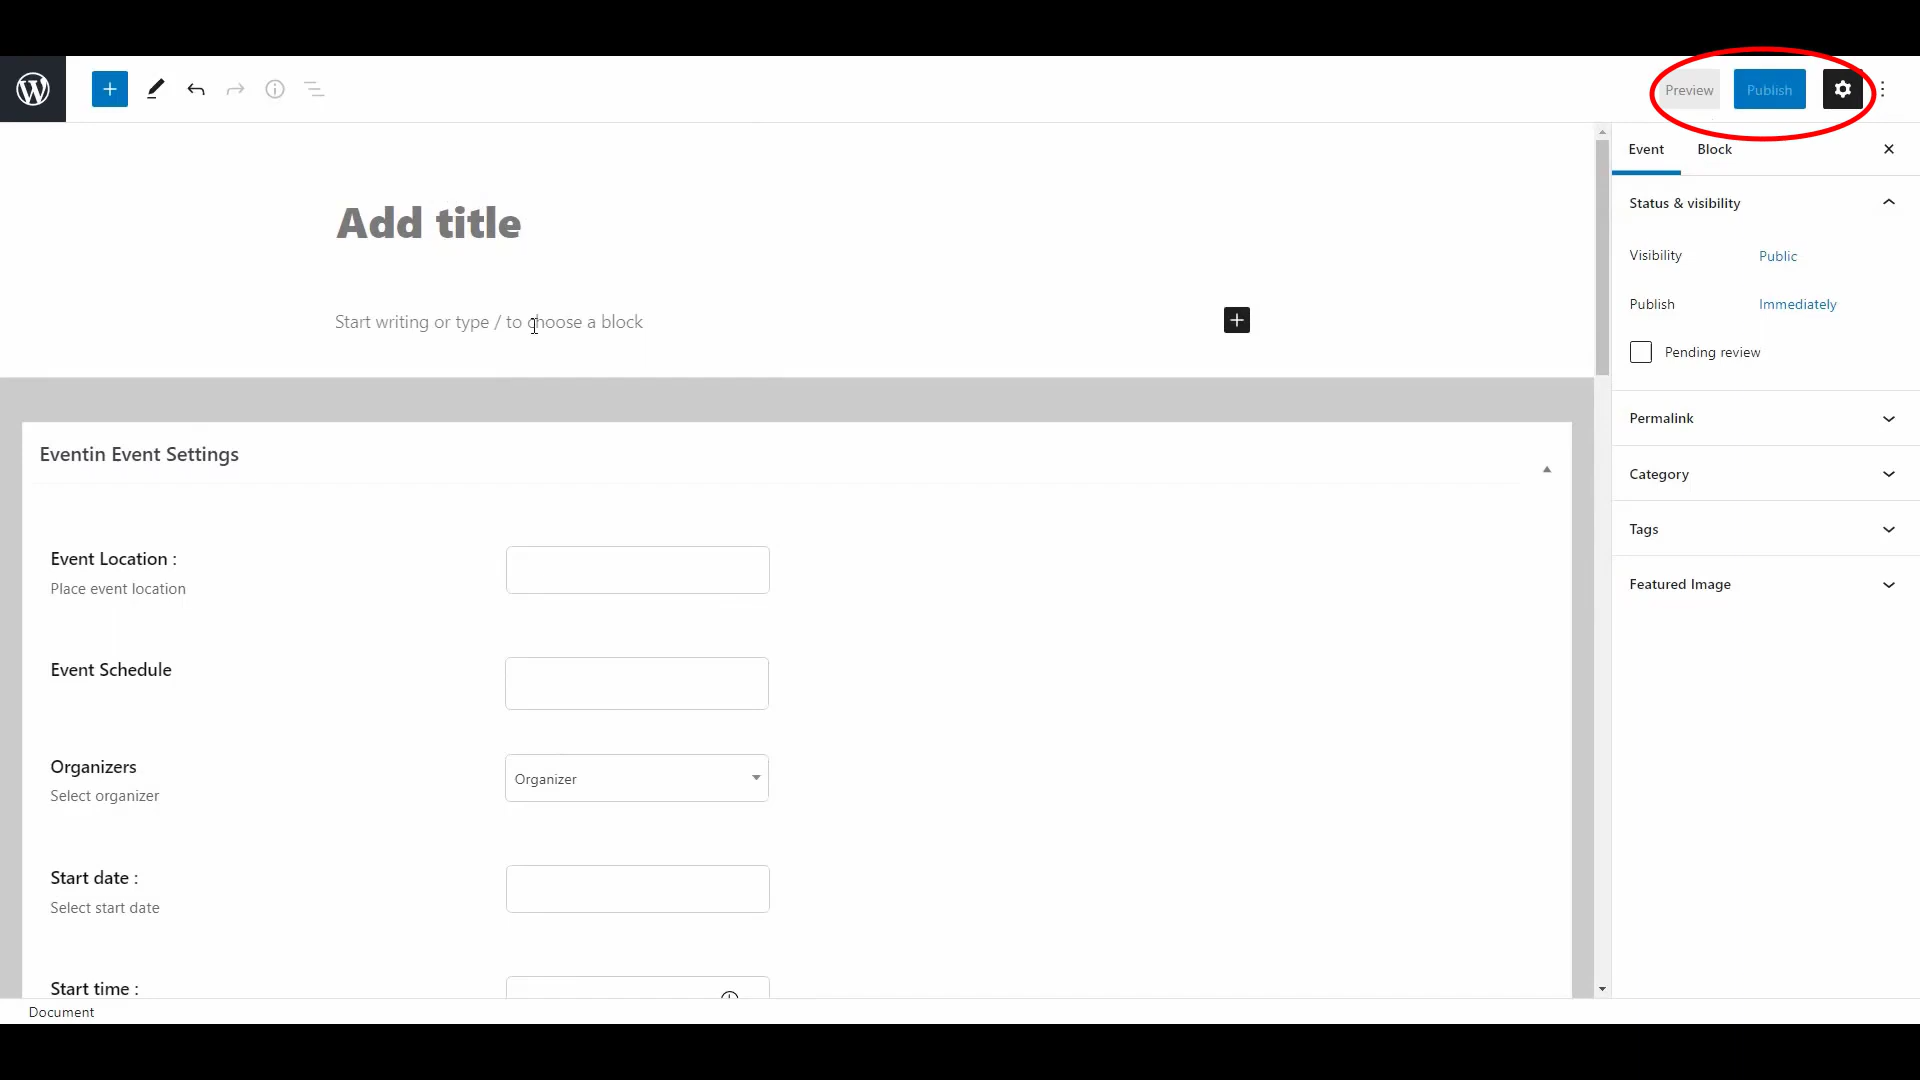 Preview
Publish
Event
Block
Add title
Status & visibility
Visibility
Public
Start writing or type / to choose a block
Publish
Immediately
Pending review
Permalink
Eventin Event Settings
Category
Tags
Event Location :
Place event location
Featured Image
Event Schedule
Organizers
Select organizer
Organizer
Start date :
Select start date
Start time :
Document